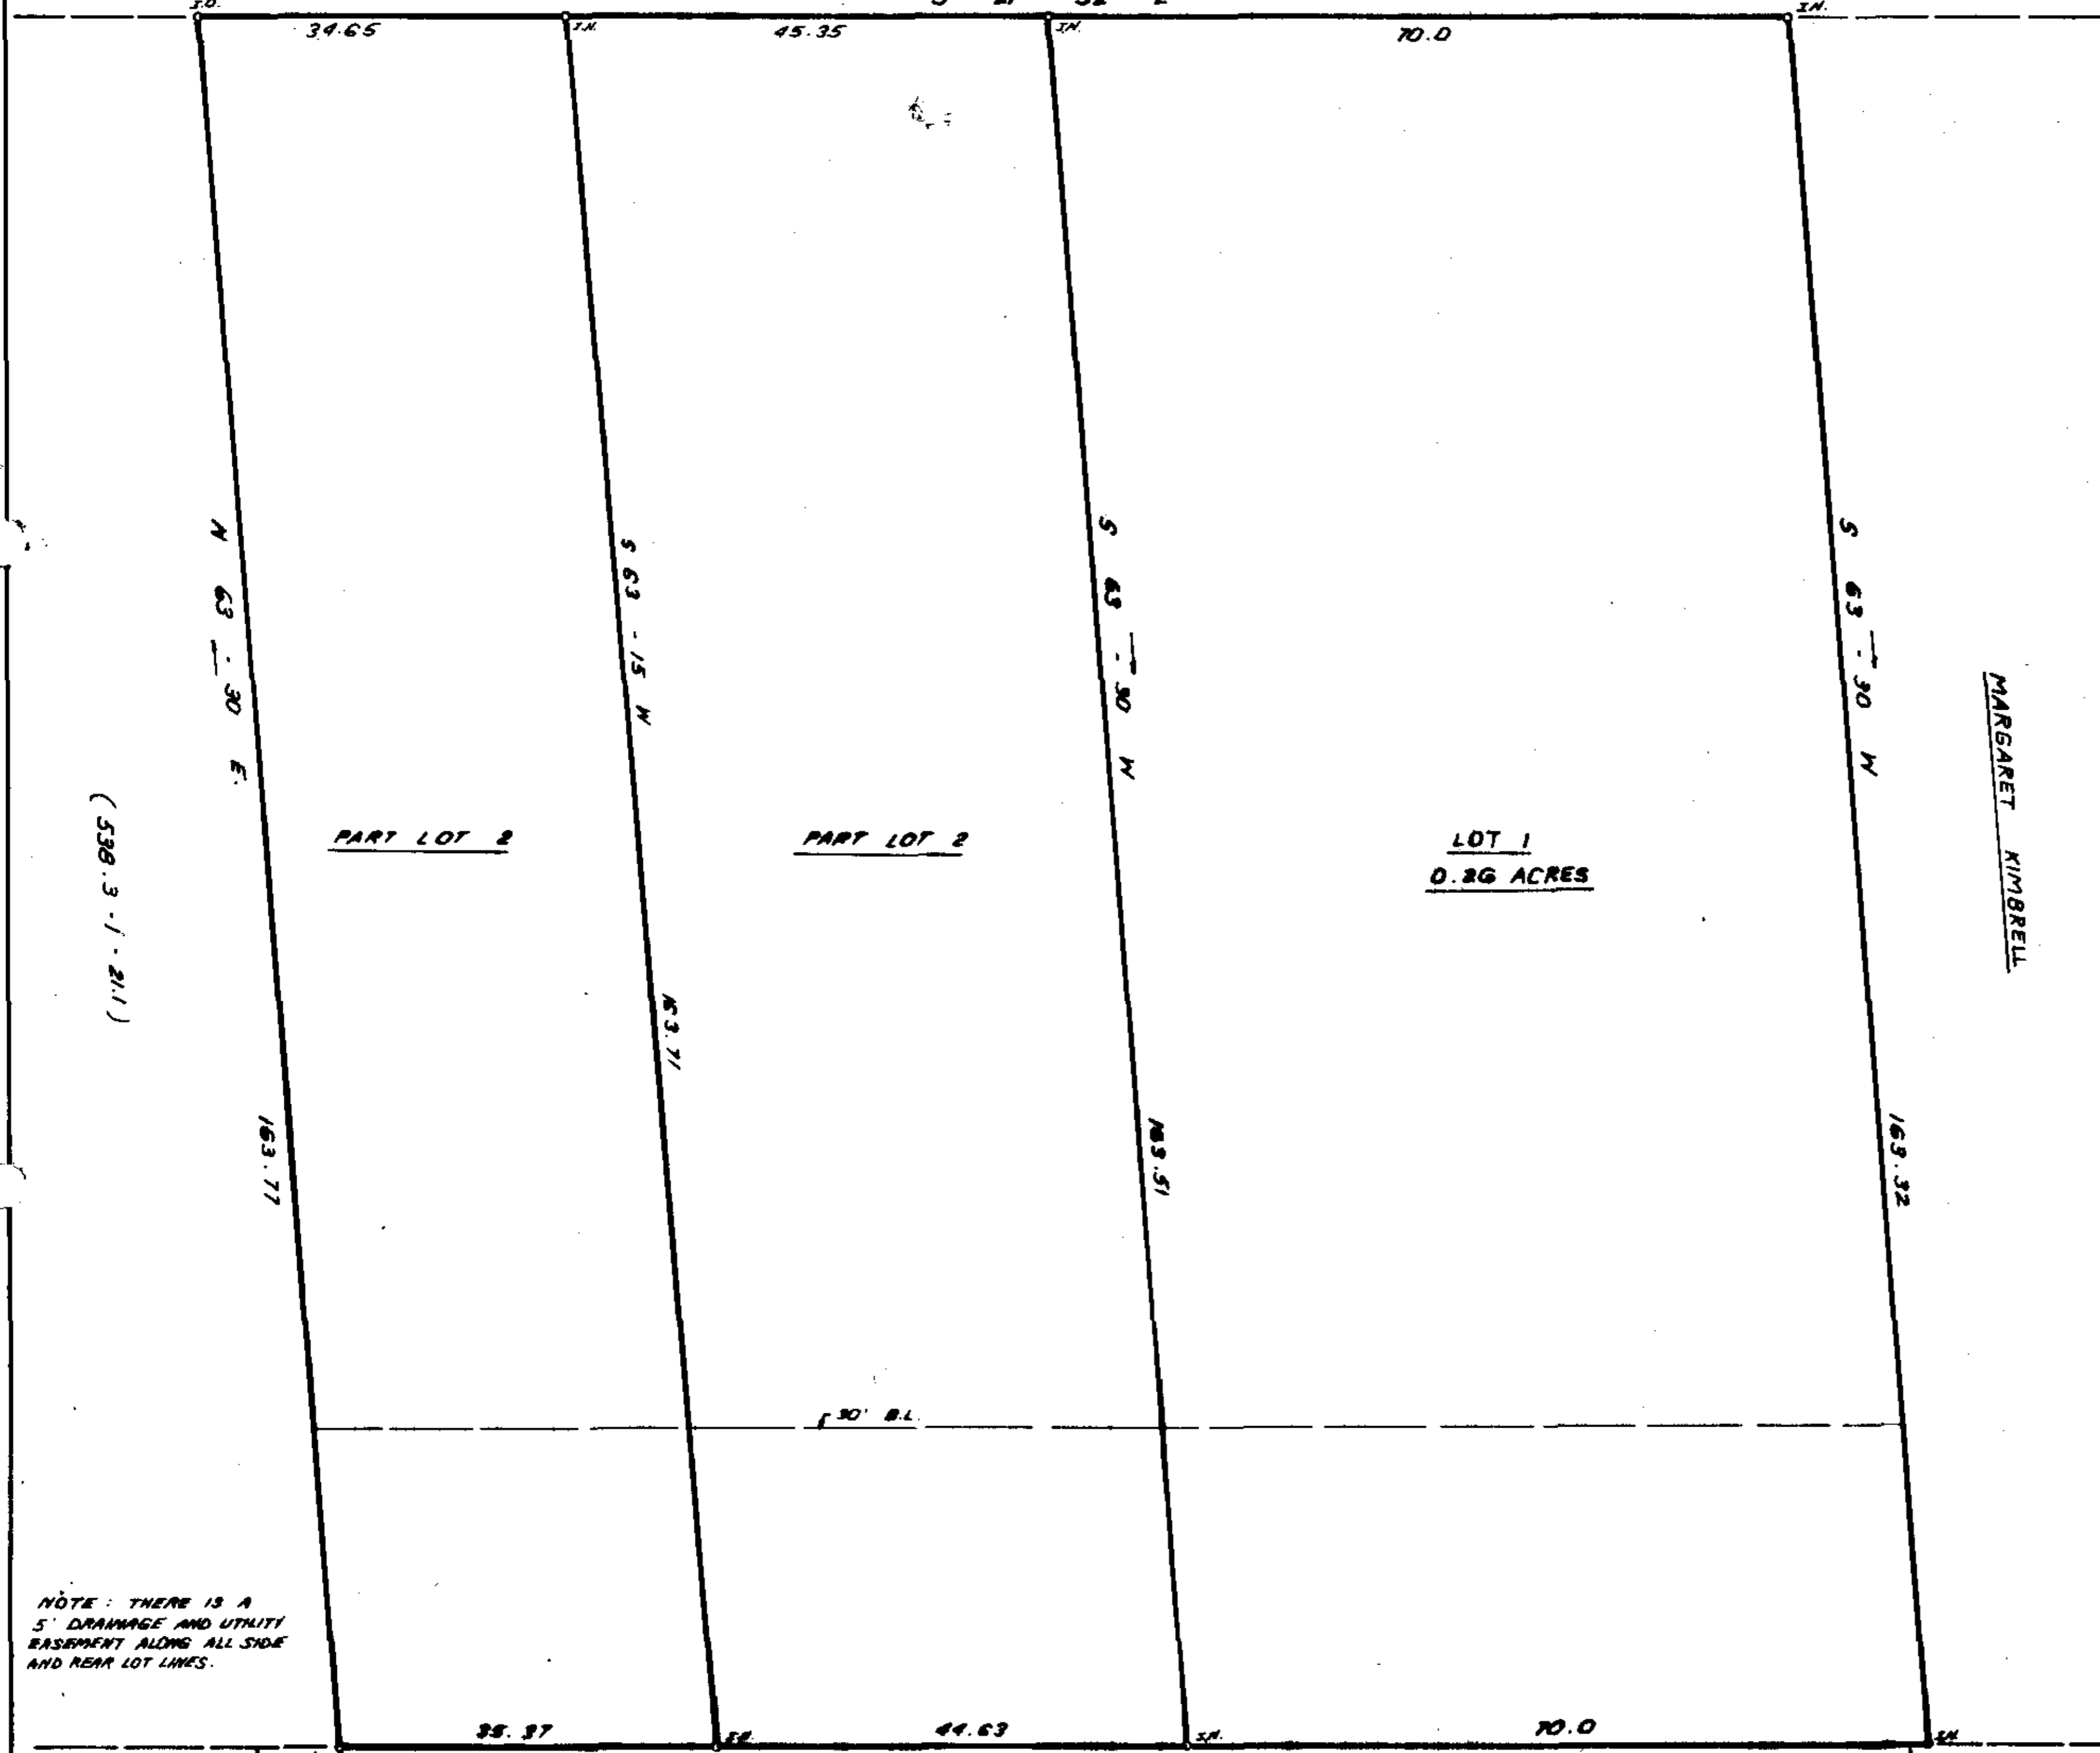 I.O.
34.65
I.N.
45.35
I.N.
70.0
I.N.
N 63 - 30 E.
S 63 - 15 W
S 63 - 30 W
S 63 - 30 W
MARGARET KIMBRELL
(538.3-1-21.1)
PART LOT 2
PART LOT 2
LOT 1
0.26 ACRES
163.77
163.71
163.51
163.32
30' B.L.
NOTE: THERE IS A
5' DRAINAGE AND UTILITY
EASEMENT ALONG ALL SIDE
AND REAR LOT LINES.
35.37
44.63
I.N.
70.0
I.N.